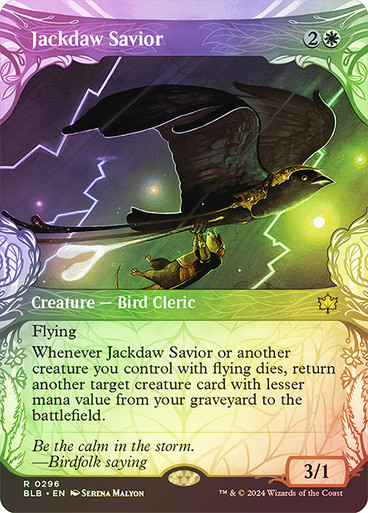 Jackdaw Savior 2
Creature — Bird Cleric
Flying
Whenever Jackdaw Savior or another
creature you control with flying dies, return
another target creature card with lesser
mana value from your graveyard to the
battlefield.
Be the calm in the storm.
—Birdfolk saying
R 0296
BLB • EN Serena Malyon
3/1
™ & © 2024 Wizards of the Coast